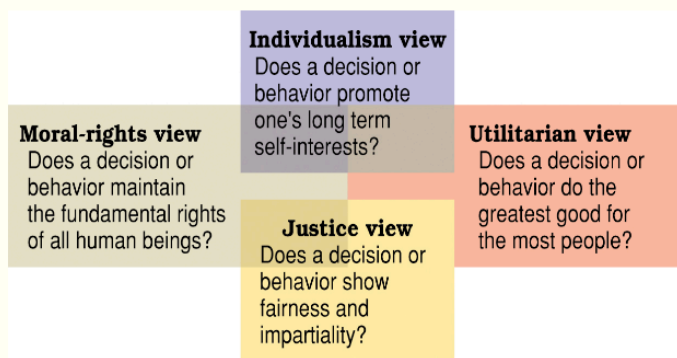 Individualism view
Does a decision or
behavior promote
one's long term
self-interests?
Moral-rights view
Does a decision or
behavior maintain
the fundamental rights
of all human beings?
Utilitarian view
Does a decision or
behavior do the
greatest good for
the most people?
Justice view
Does a decision or
behavior show
fairness and
impartiality?